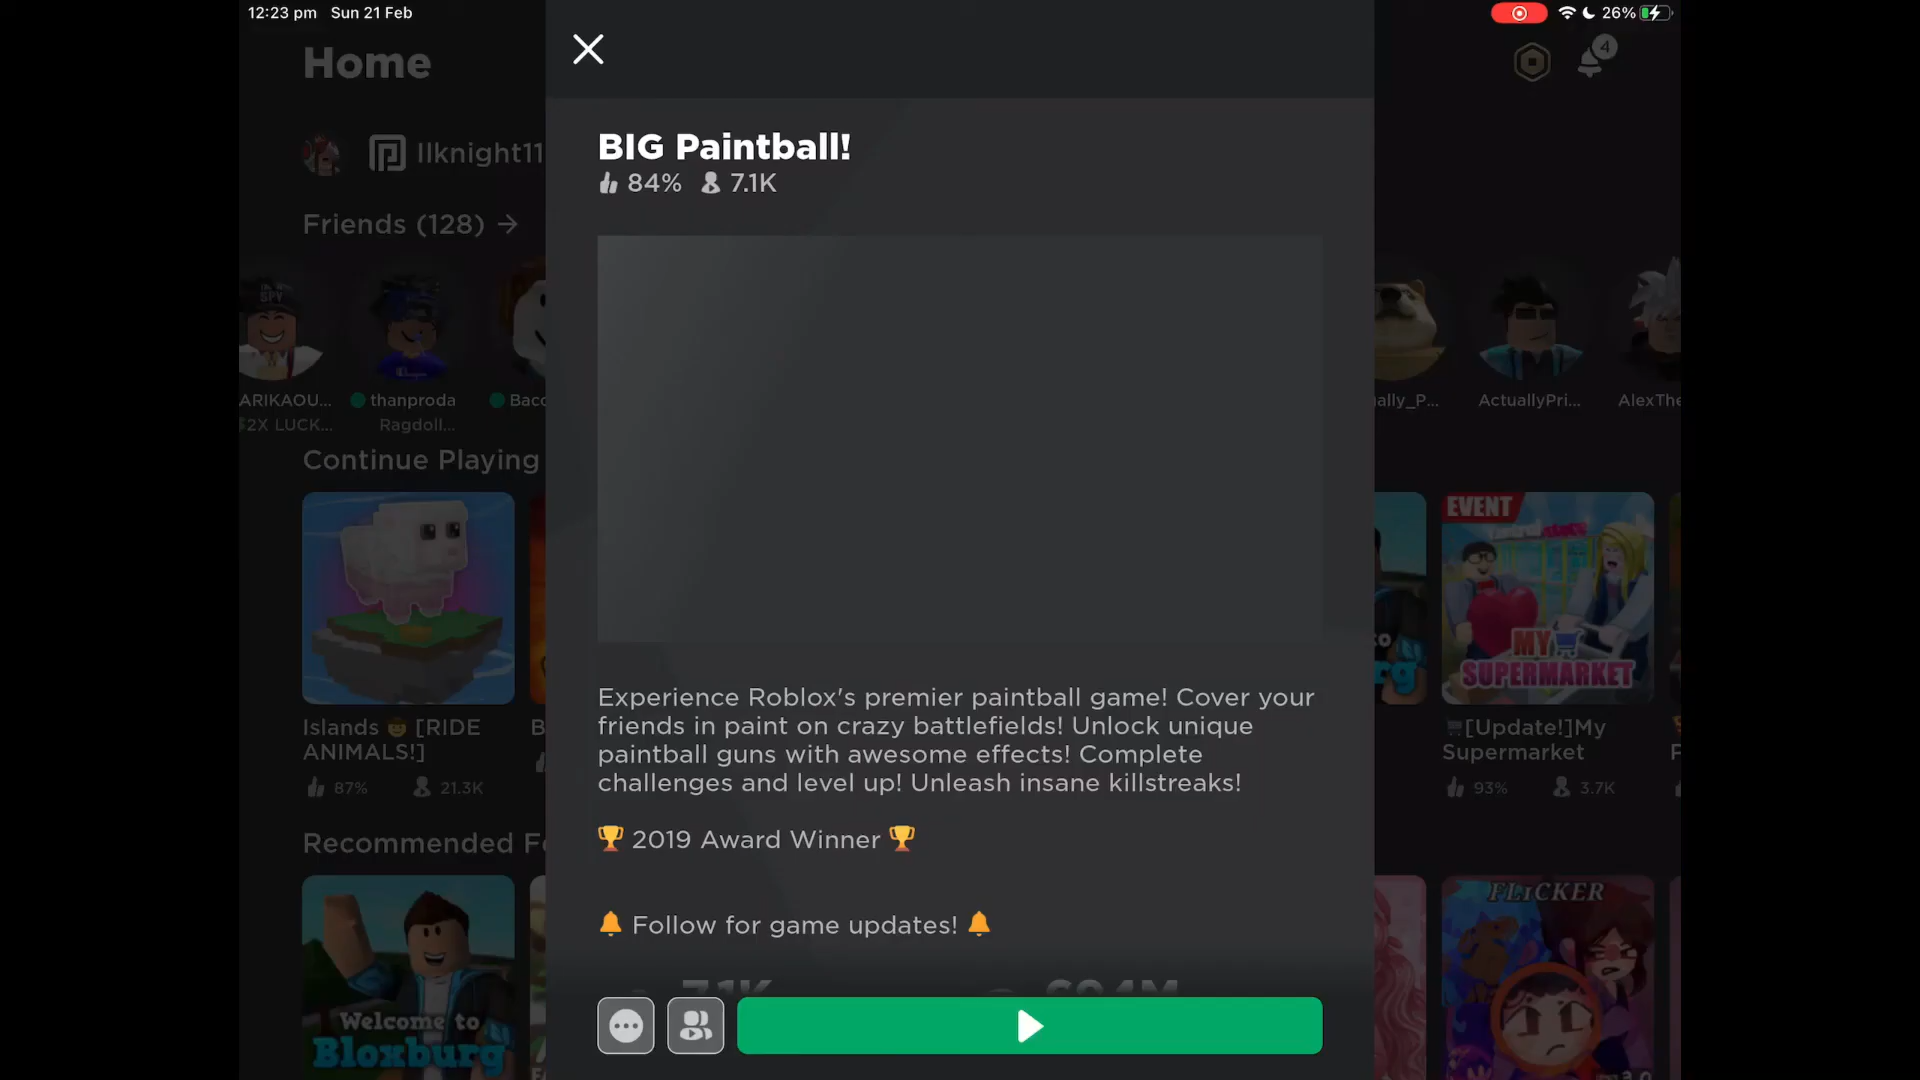 12:23 pm Sun 21 Feb
26%
Home
4
BIG Paintball!
84% 7.1K
llknight11
Friends (128) →
SPY
ARIKAOU... thanproda
2X LUCK... Ragdoll...
ActuallyPri...
Continue Playing
EVENT
MY
SUPERMARKET
Experience Roblox's premier paintball game! Cover your
friends in paint on crazy battlefields! Unlock unique
paintball guns with awesome effects! Complete
challenges and level up! Unleash insane killstreaks!
Islands 🤠 [RIDE
ANIMALS!]
87% 21.3K
🛒[Update!]My
Supermarket
93% 3.7K
🏆 2019 Award Winner 🏆
Recommended
🔔 Follow for game updates! 🔔
FLICKER
7.1K
Welcome to
Bloxburg